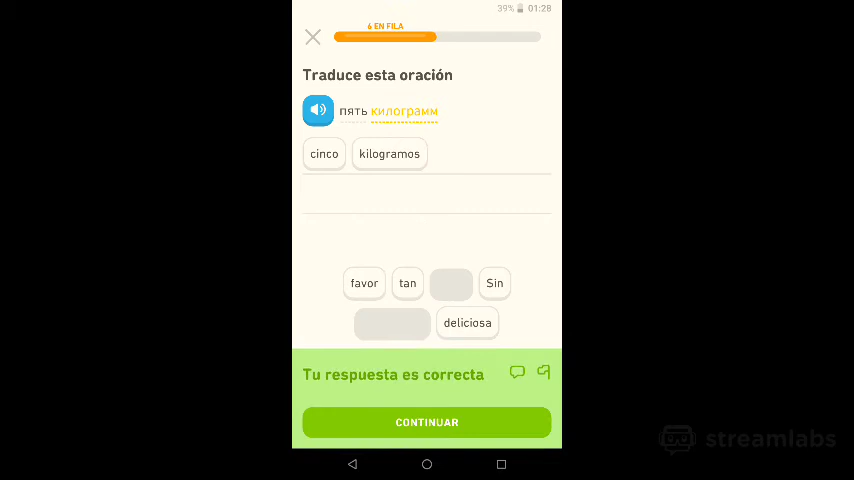 39% 01:28
6 EN FILA
Traduce esta oración
пять килограмм
cinco kilogramos
favor tan Sin
deliciosa
Tu respuesta es correcta
CONTINUAR
streamlabs